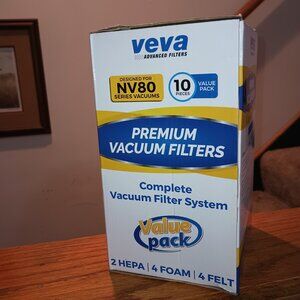 veva
ADVANCED FILTERS
DESIGNED FOR
NV80
SERIES VACUUMS
10
PIECES
VALUE
PACK
PREMIUM
VACUUM FILTERS
Complete
Vacuum Filter System
Value
pack
2 HEPA | 4 FOAM | 4 FELT